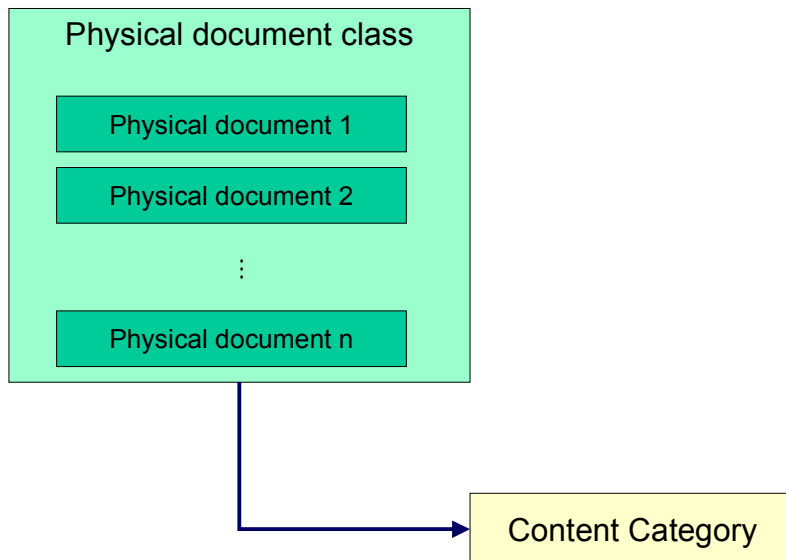 Physical document class
Physical document 1
Physical document 2
⋮
Physical document n
Content Category